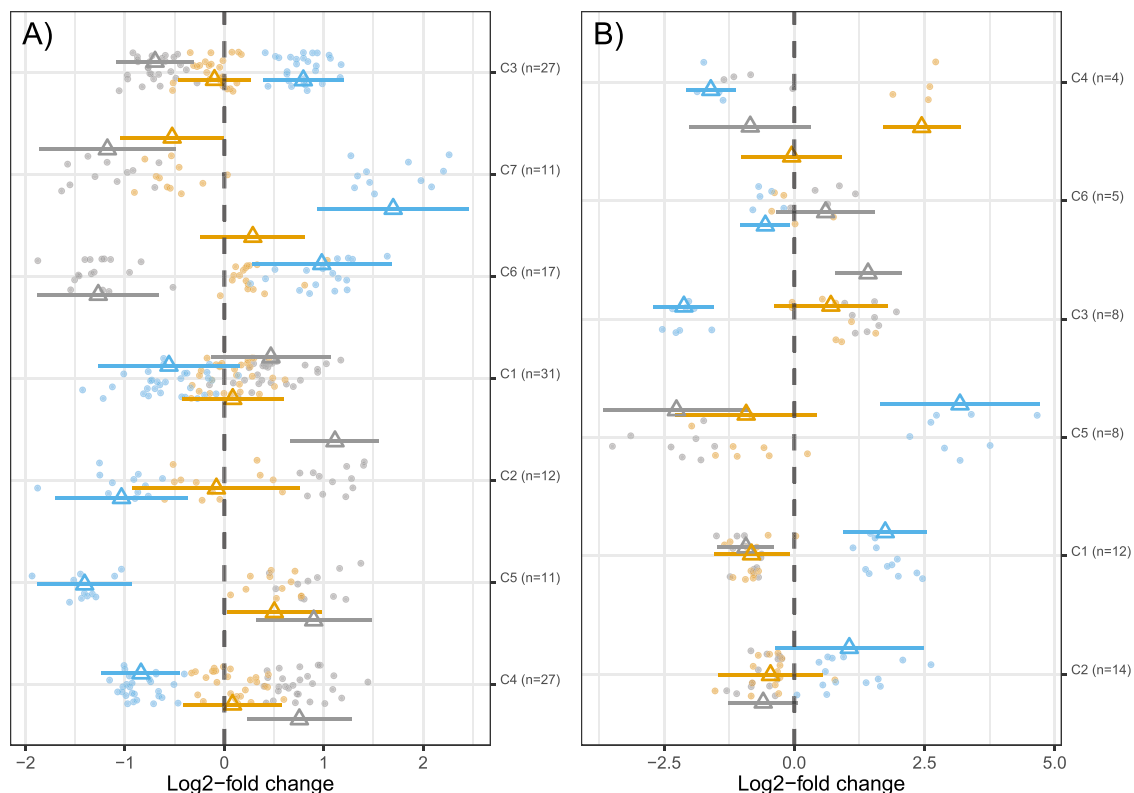 A)
C3 (n=27)
C7 (n=11)
C6 (n=17)
C1 (n=31)
C2 (n=12)
C5 (n=11)
C4 (n=27)
−2
−1
0
1
2
Log2−fold change
B)
C4 (n=4)
C6 (n=5)
C3 (n=8)
C5 (n=8)
C1 (n=12)
C2 (n=14)
−2.5
0.0
2.5
5.0
Log2−fold change